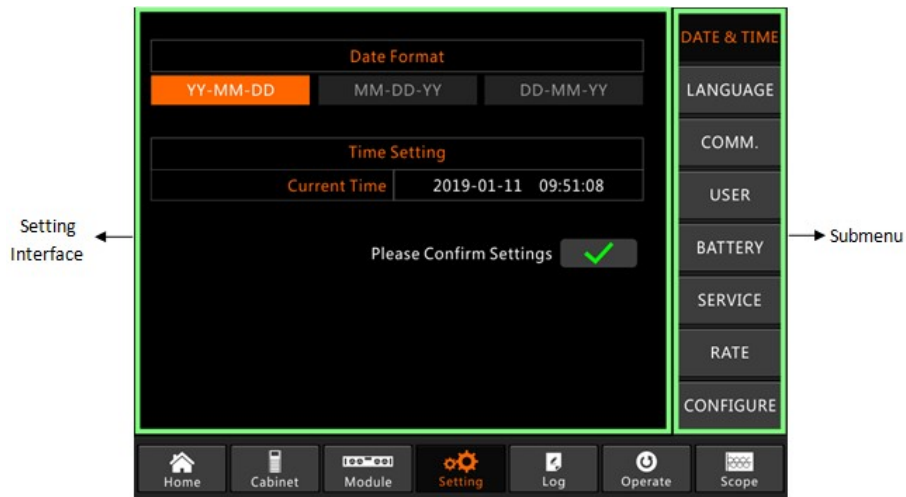 Date Format
YY-MM-DD MM-DD-YY DD-MM-YY
Time Setting
Current Time 2019-01-11 09:51:08
Please Confirm Settings
Setting
Interface
DATE & TIME
LANGUAGE
COMM.
USER
BATTERY
SERVICE
RATE
CONFIGURE
Submenu
Home Cabinet Module Setting Log Operate Scope